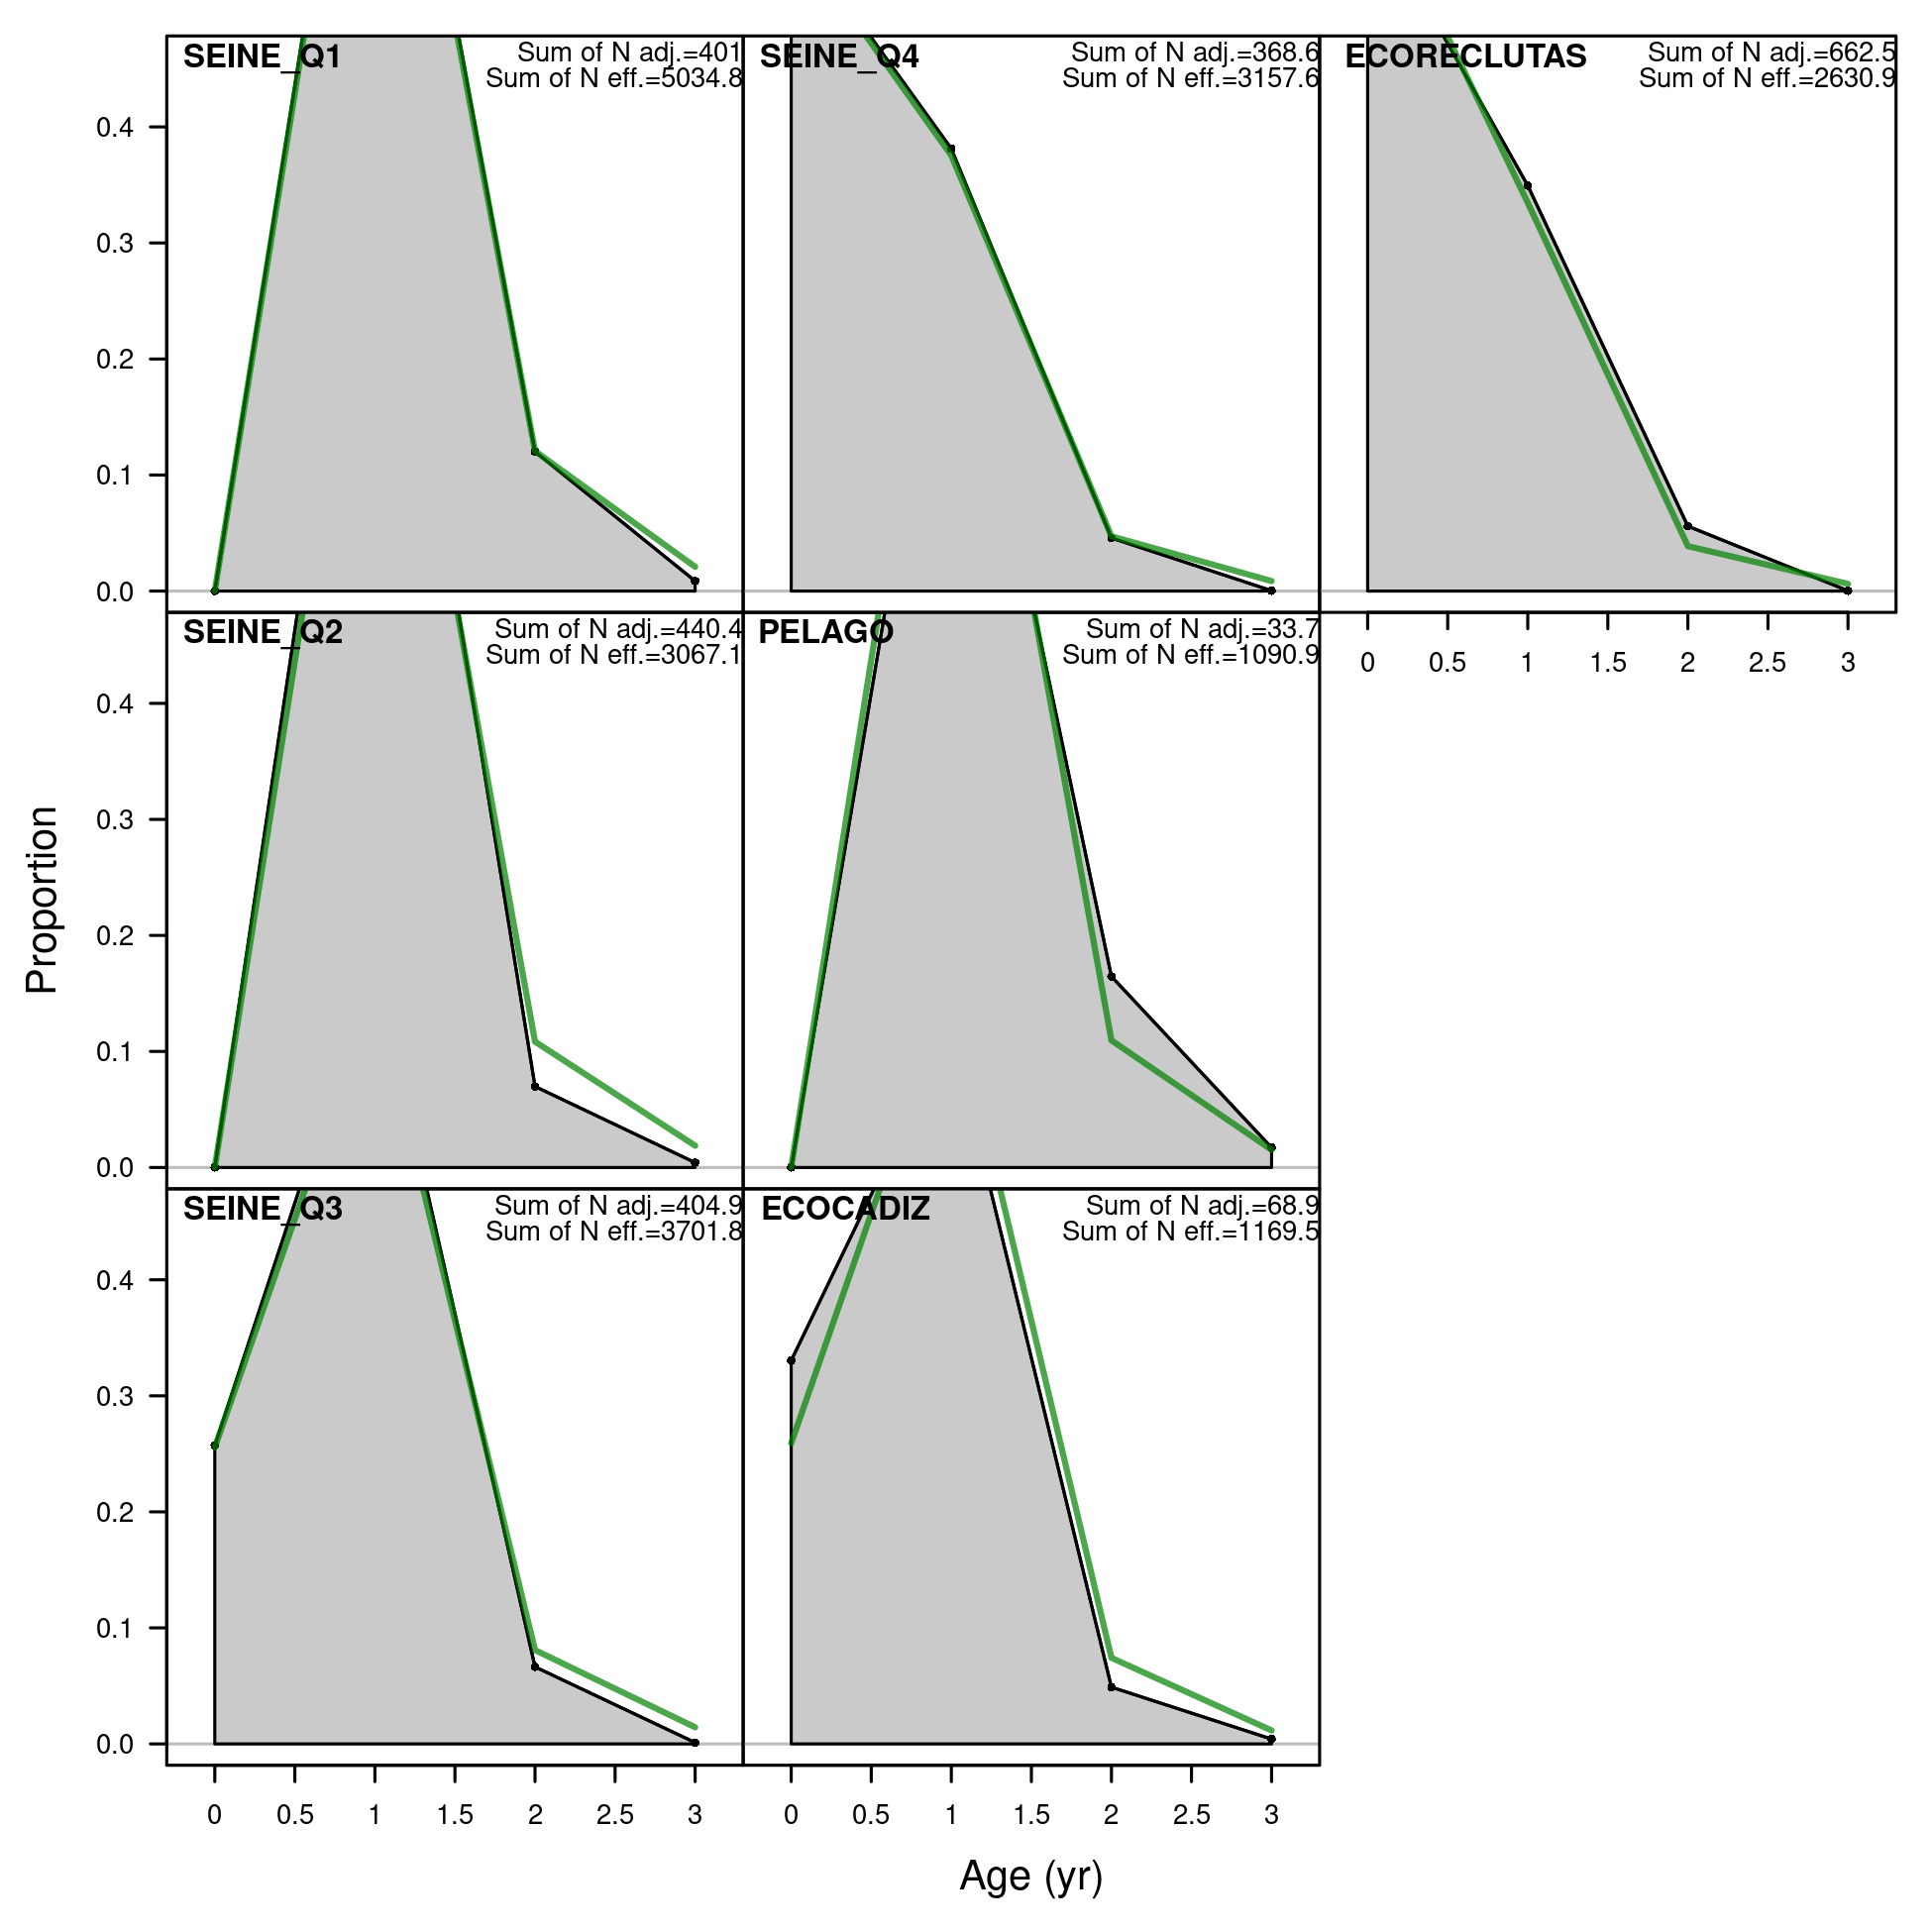 SEINE_Q1
Sum of N adj.=401
Sum of N eff.=5034.8
SEINE_Q4
Sum of N adj.=368.6
Sum of N eff.=3157.6
ECORECLUTAS
Sum of N adj.=662.5
Sum of N eff.=2630.9
0.4
0.3
0.2
0.1
0.0
0 0.5 1 1.5 2 2.5 3
SEINE_Q2
Sum of N adj.=440.4
Sum of N eff.=3067.1
PELAGO
Sum of N adj.=33.7
Sum of N eff.=1090.9
0.4
0.3
0.2
0.1
0.0
Proportion
SEINE_Q3
Sum of N adj.=404.9
Sum of N eff.=3701.8
ECOCADIZ
Sum of N adj.=68.9
Sum of N eff.=1169.5
0.4
0.3
0.2
0.1
0.0
0 0.5 1 1.5 2 2.5 3
0 0.5 1 1.5 2 2.5 3
Age (yr)